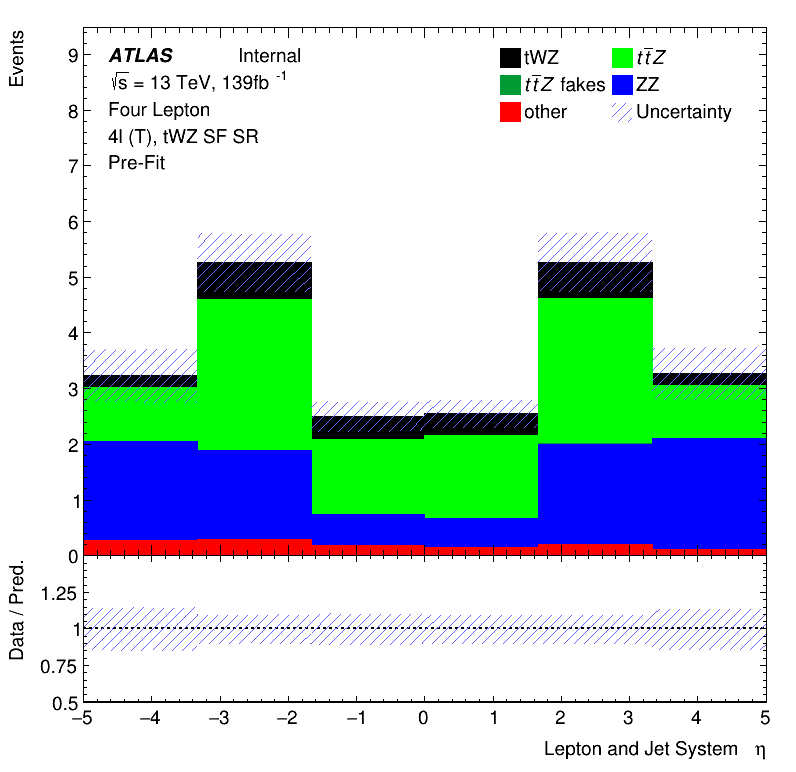 Events
9
8
7
6
5
4
3
2
1
0
ATLAS Internal
√s = 13 TeV, 139fb⁻¹
Four Lepton
4l (T), tWZ SF SR
Pre-Fit
tWZ tt̄Z
tt̄Z fakes ZZ
other Uncertainty
Data / Pred.
1.25
1
0.75
0.5
−5 −4 −3 −2 −1 0 1 2 3 4 5
Lepton and Jet System η